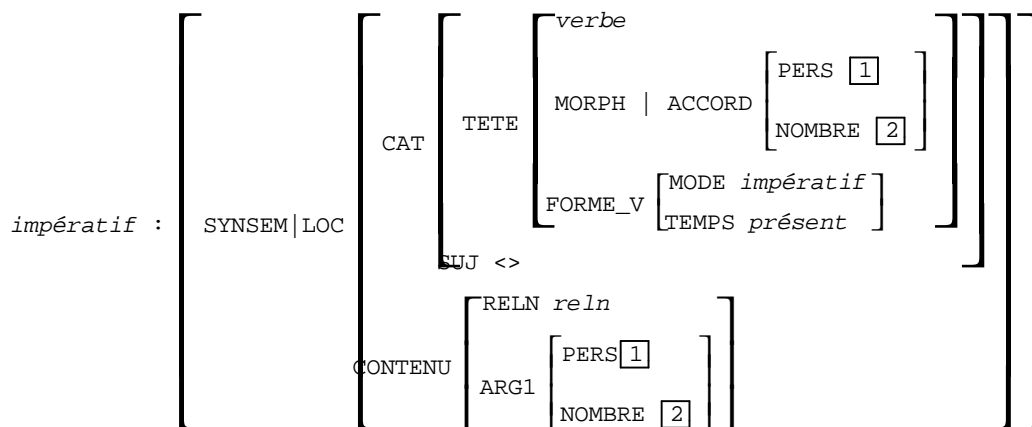 verbe
PERS 1
MORPH | ACCORD
TETE
NOMBRE 2
CAT
MODE impératif
FORME_V
impératif : SYNSEM|LOC
TEMPS présent
SUJ <>
RELN reln
PERS 1
CONTENU
ARG1
NOMBRE 2